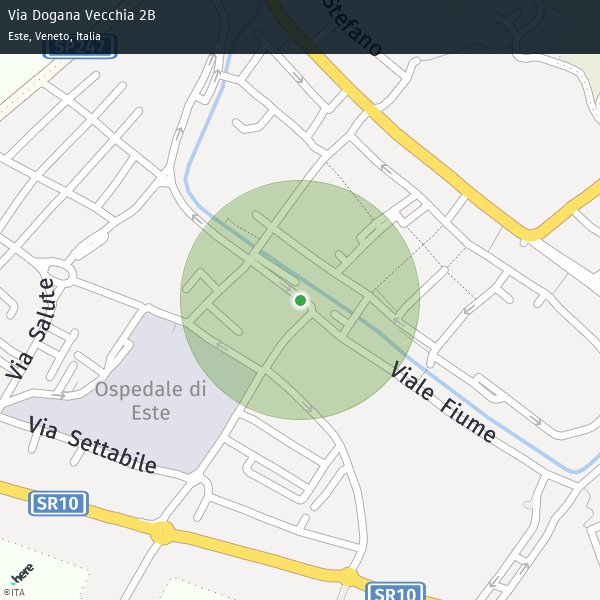 Via Dogana Vecchia 2B
Este, Veneto, Italia
Stefano
SP247
Via Salute
Ospedale di
Este
Viale Fiume
Via Settabile
SR10
SR10
here
©ITA